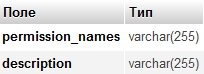 Поле Тип
permission_names varchar(255)
description varchar(255)